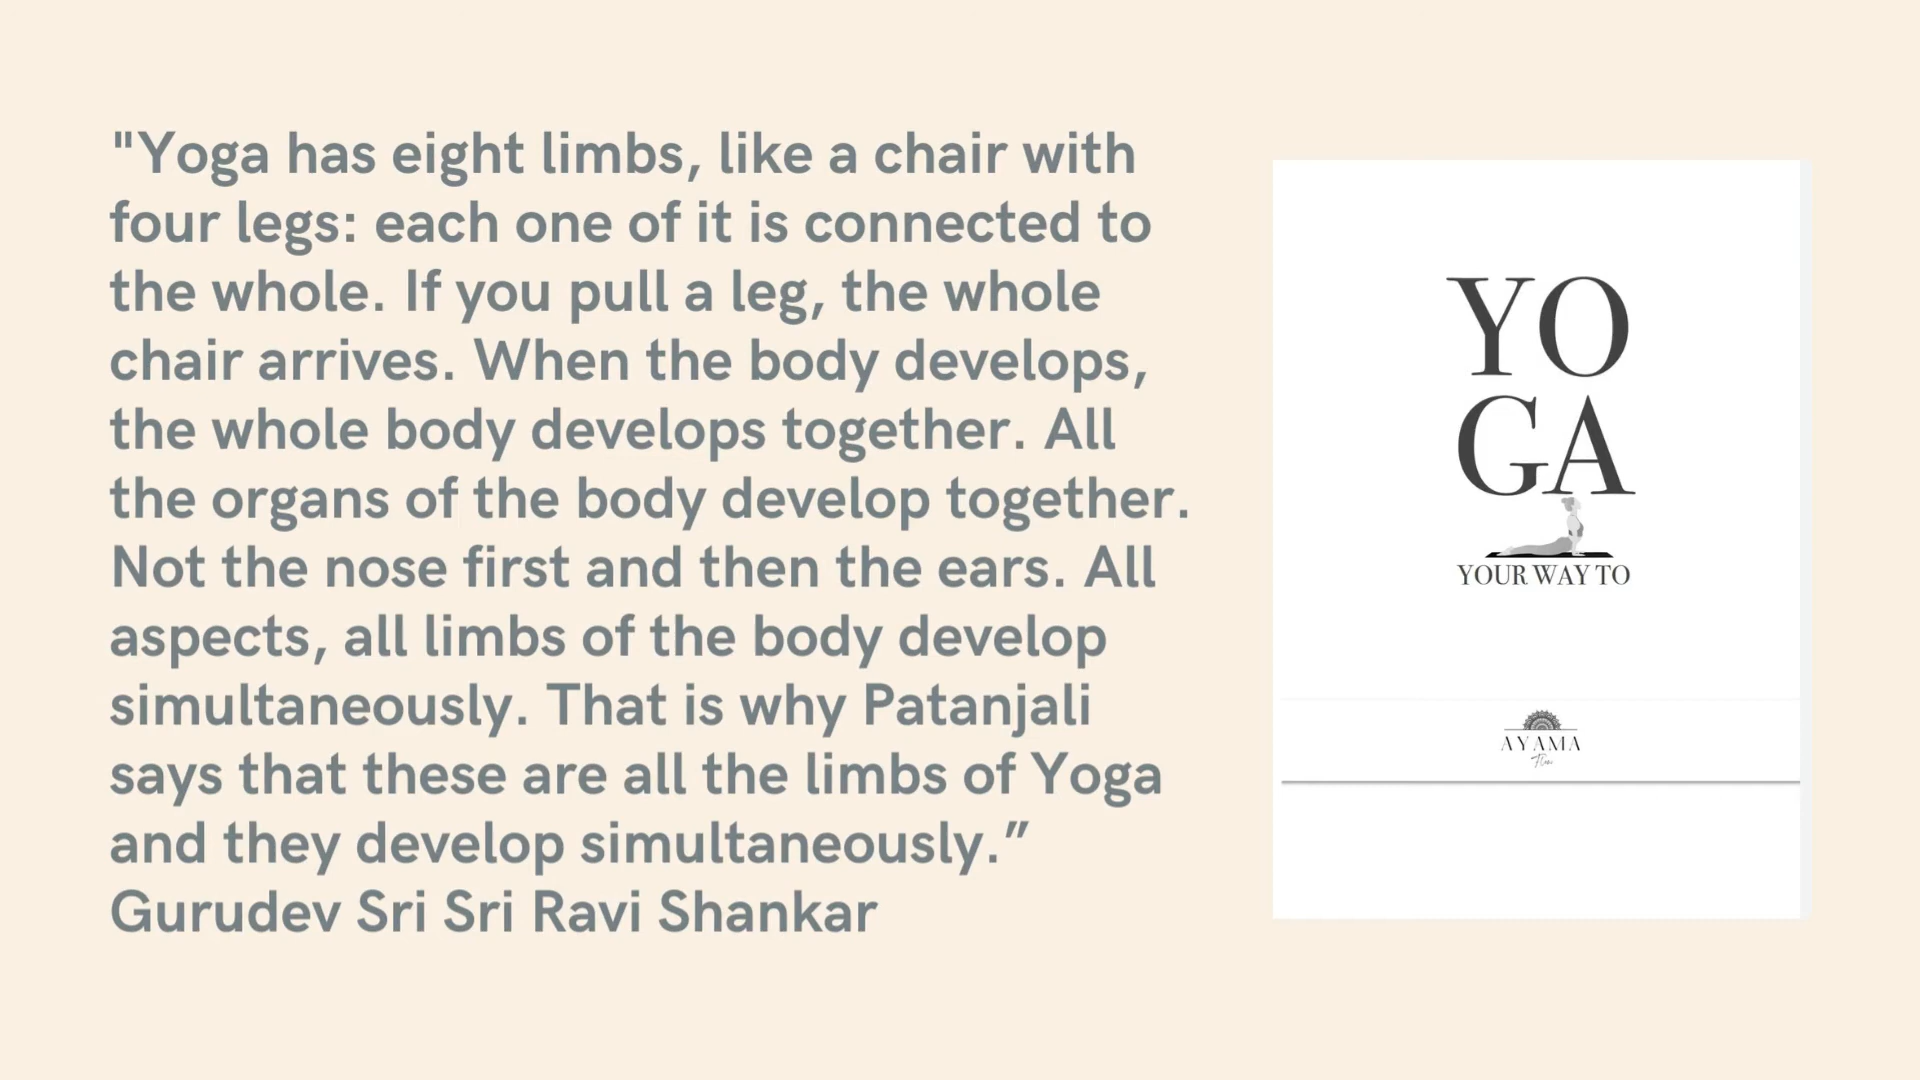 "Yoga has eight limbs, like a chair with
four legs: each one of it is connected to
the whole. If you pull a leg, the whole
chair arrives. When the body develops,
the whole body develops together. All
the organs of the body develop together.
Not the nose first and then the ears. All
aspects, all limbs of the body develop
simultaneously. That is why Patanjali
says that these are all the limbs of Yoga
and they develop simultaneously.”
Gurudev Sri Sri Ravi Shankar
YO
GA
YOUR WAY TO
AYAMA